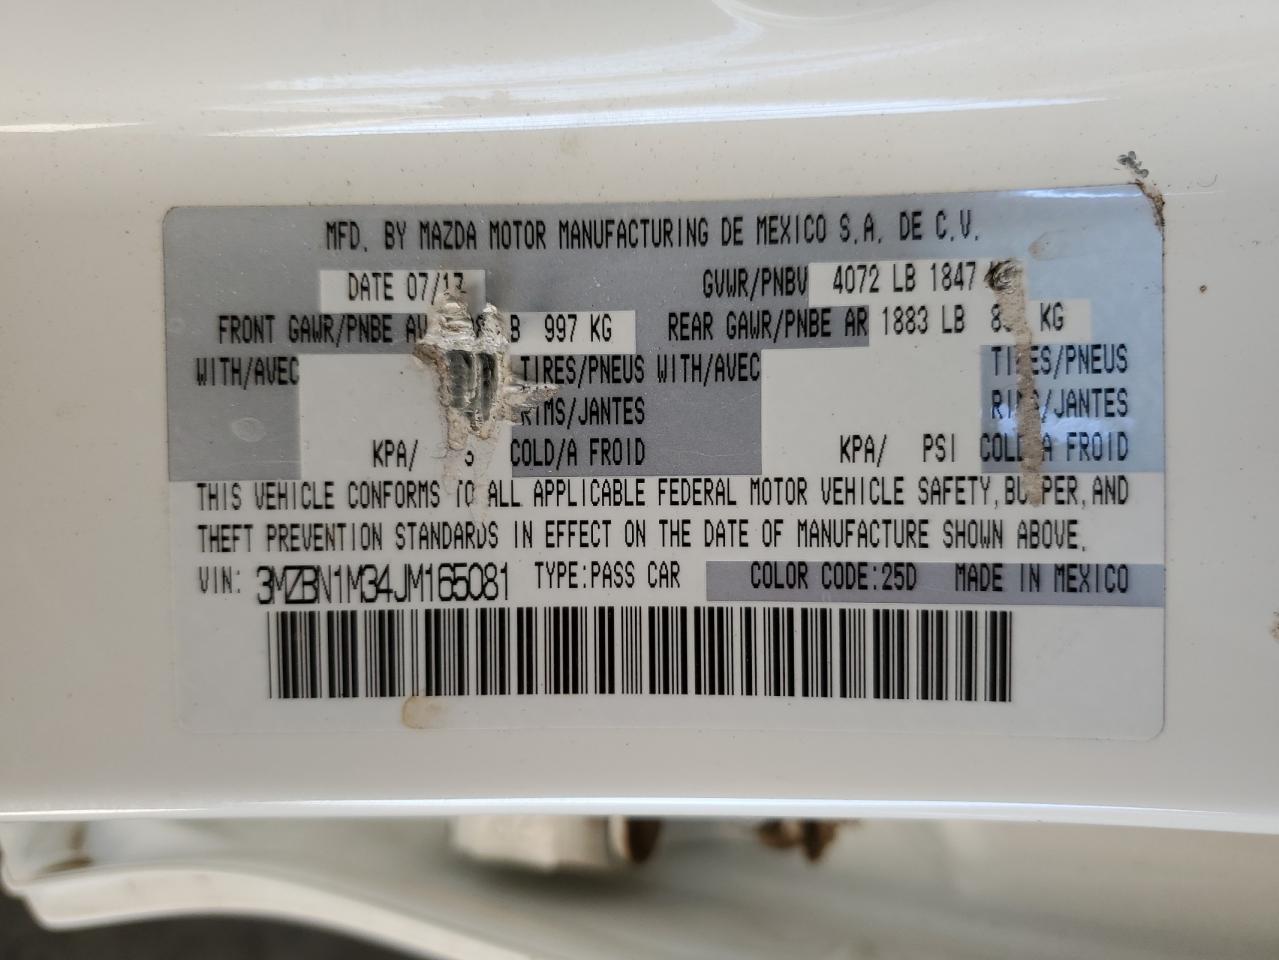 MFD. BY MAZDA MOTOR MANUFACTURING DE MEXICO S.A. DE C.V.
DATE 07/17 GVWR/PNBV 4072 LB 1847
FRONT GAWR/PNBE AV 997 KG REAR GAWR/PNBE AR 1883 LB KG
WITH/AVEC TIRES/PNEUS WITH/AVEC TIRES/PNEUS
RIMS/JANTES RIMS/JANTES
KPA/ COLD/A FROID KPA/ PSI COLD/A FROID
THIS VEHICLE CONFORMS TO ALL APPLICABLE FEDERAL MOTOR VEHICLE SAFETY, BUMPER, AND
THEFT PREVENTION STANDARDS IN EFFECT ON THE DATE OF MANUFACTURE SHOWN ABOVE.
VIN: 3MZBN1M34JM165081 TYPE:PASS CAR COLOR CODE:25D MADE IN MEXICO